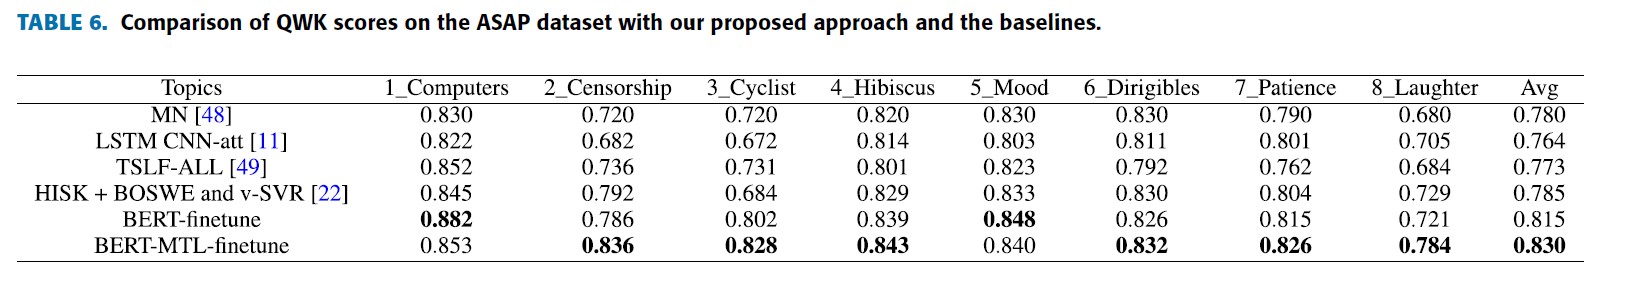 TABLE 6. Comparison of QWK scores on the ASAP dataset with our proposed approach and the baselines.
Topics 1_Computers 2_Censorship 3_Cyclist 4_Hibiscus 5_Mood 6_Dirigibles 7_Patience 8_Laughter Avg
MN [48] 0.830 0.720 0.720 0.820 0.830 0.830 0.790 0.680 0.780
LSTM CNN-att [11] 0.822 0.682 0.672 0.814 0.803 0.811 0.801 0.705 0.764
TSLF-ALL [49] 0.852 0.736 0.731 0.801 0.823 0.792 0.762 0.684 0.773
HISK + BOSWE and v-SVR [22] 0.845 0.792 0.684 0.829 0.833 0.830 0.804 0.729 0.785
BERT-finetune 0.882 0.786 0.802 0.839 0.848 0.826 0.815 0.721 0.815
BERT-MTL-finetune 0.853 0.836 0.828 0.843 0.840 0.832 0.826 0.784 0.830